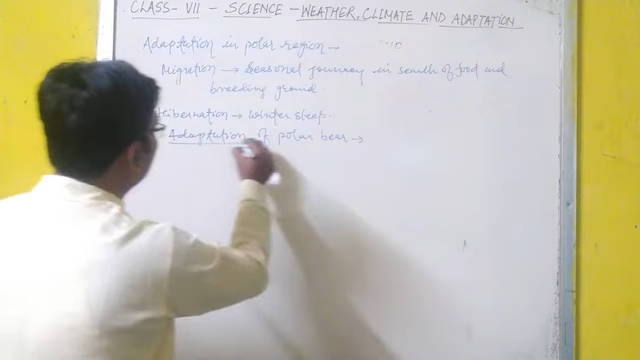 CLASS- VII - SCIENCE - WEATHER, CLIMATE AND ADAPTATION
Adaptation in polar region -
Migration → Seasonal journey in search of food and
breeding ground.
Hibernation → winter sleep.
Adaptation of polar bear →